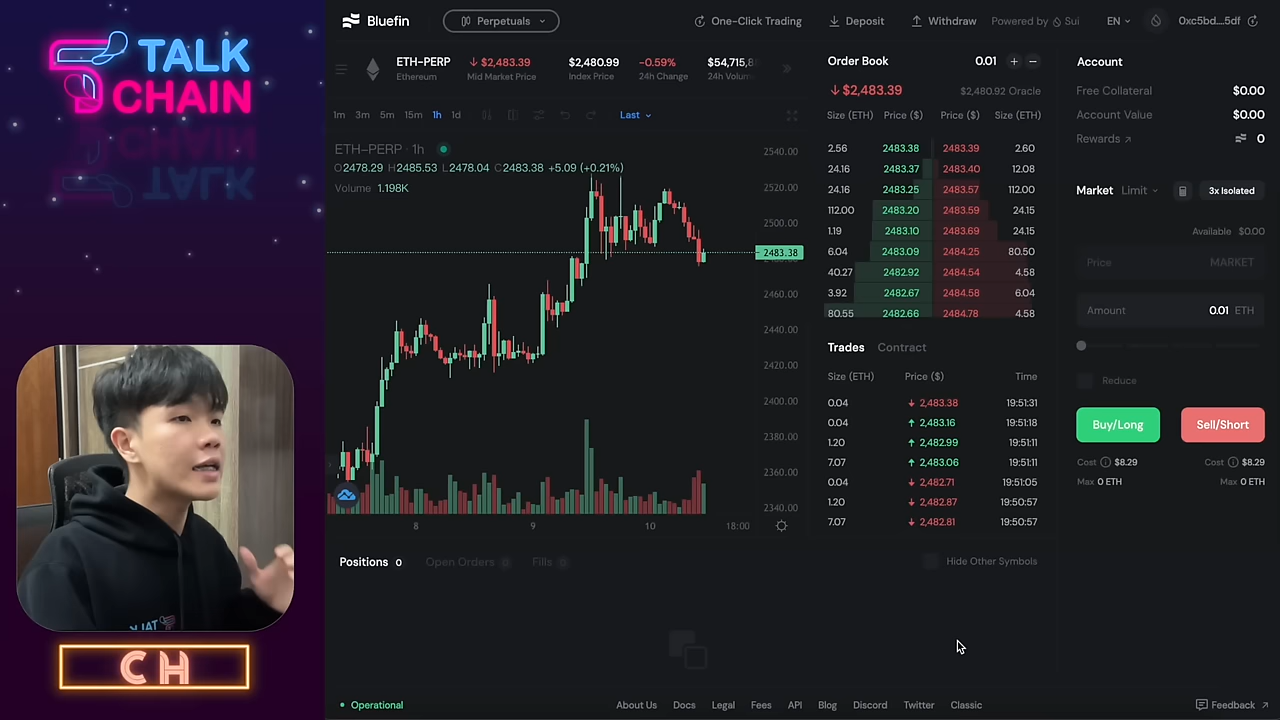 TALK
CHAIN
CH
Bluefin
Perpetuals
One-Click Trading
Deposit
Withdraw
Powered by Sui
EN
0xc5bd....5df
ETH-PERP
Ethereum
$2,483.39
Mid Market Price
$2,480.99
Index Price
-0.59%
24h Change
$54,715,8
24h Volum
1m 3m 5m 15m 1h 1d
Last
ETH-PERP · 1h
O2478.29 H2485.53 L2478.04 C2483.38 +5.09 (+0.21%)
Volume 1.198K
2540.00
2520.00
2500.00
2483.38
2460.00
2440.00
2420.00
2400.00
2380.00
2360.00
2340.00
8 9 10 18:00
Order Book 0.01 + −
$2,483.39 $2,480.92 Oracle
Size (ETH) Price ($) Price ($) Size (ETH)
2.56 2483.38 2483.39 2.60
24.16 2483.37 2483.40 12.08
24.16 2483.25 2483.57 112.00
112.00 2483.20 2483.59 24.15
1.19 2483.10 2483.69 24.15
6.04 2483.09 2484.25 80.50
40.27 2482.92 2484.54 4.58
3.92 2482.67 2484.58 6.04
80.55 2482.66 2484.78 4.58
Trades Contract
Size (ETH) Price ($) Time
0.04 2,483.38 19:51:31
0.04 2,483.16 19:51:18
1.20 2,482.99 19:51:11
7.07 2,483.06 19:51:11
0.04 2,482.71 19:51:05
1.20 2,482.87 19:50:57
7.07 2,482.81 19:50:57
Account
Free Collateral $0.00
Account Value $0.00
Rewards 0
Market Limit 3x Isolated
Available $0.00
Price MARKET
Amount 0.01 ETH
Reduce
Buy/Long Sell/Short
Cost $8.29 Cost $8.29
Max 0 ETH Max 0 ETH
Positions 0 Open Orders 0 Fills 0
Hide Other Symbols
Operational
About Us Docs Legal Fees API Blog Discord Twitter Classic
Feedback